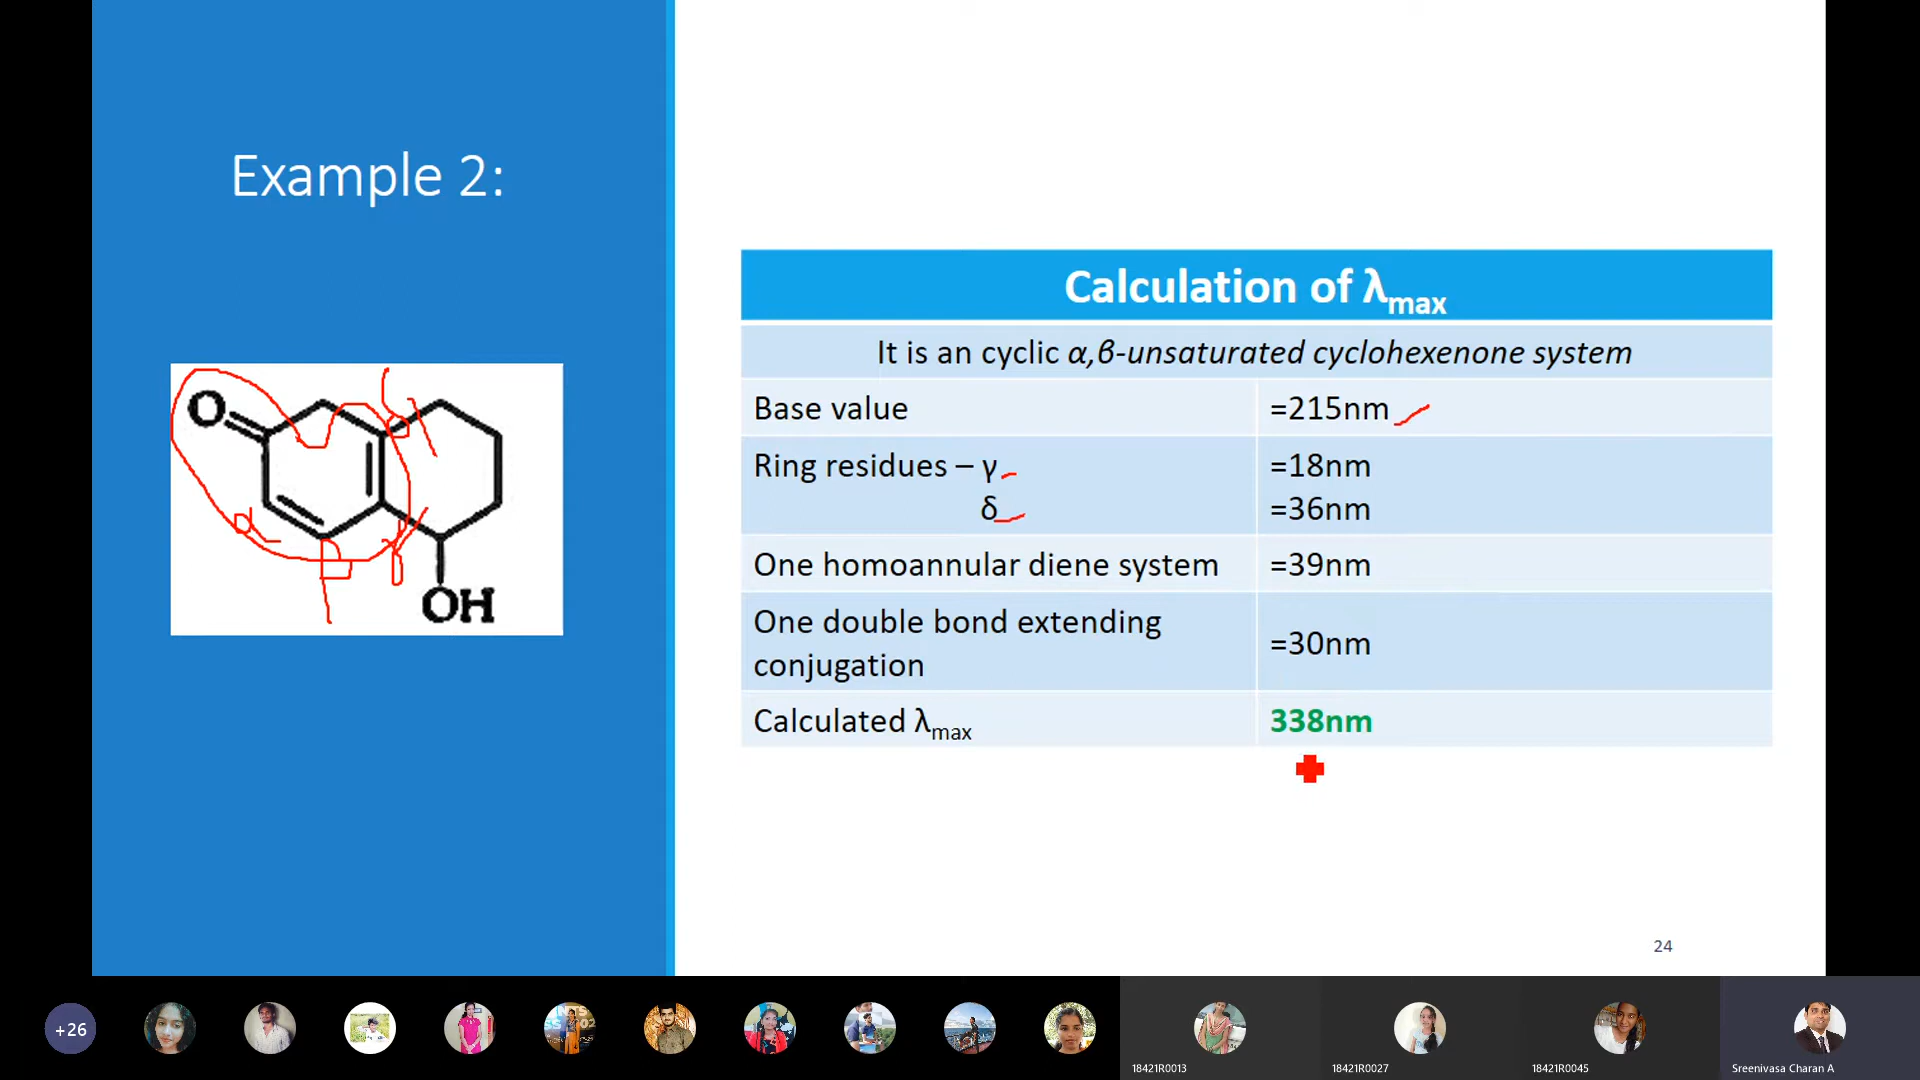 Example 2:
O
OH
Calculation of λmax
It is an cyclic α,β-unsaturated cyclohexenone system
Base value =215nm
Ring residues – γ =18nm
δ =36nm
One homoannular diene system =39nm
One double bond extending
conjugation =30nm
Calculated λmax 338nm
24
+26
18421R0013
18421R0027
18421R0045
Sreenivasa Charan A